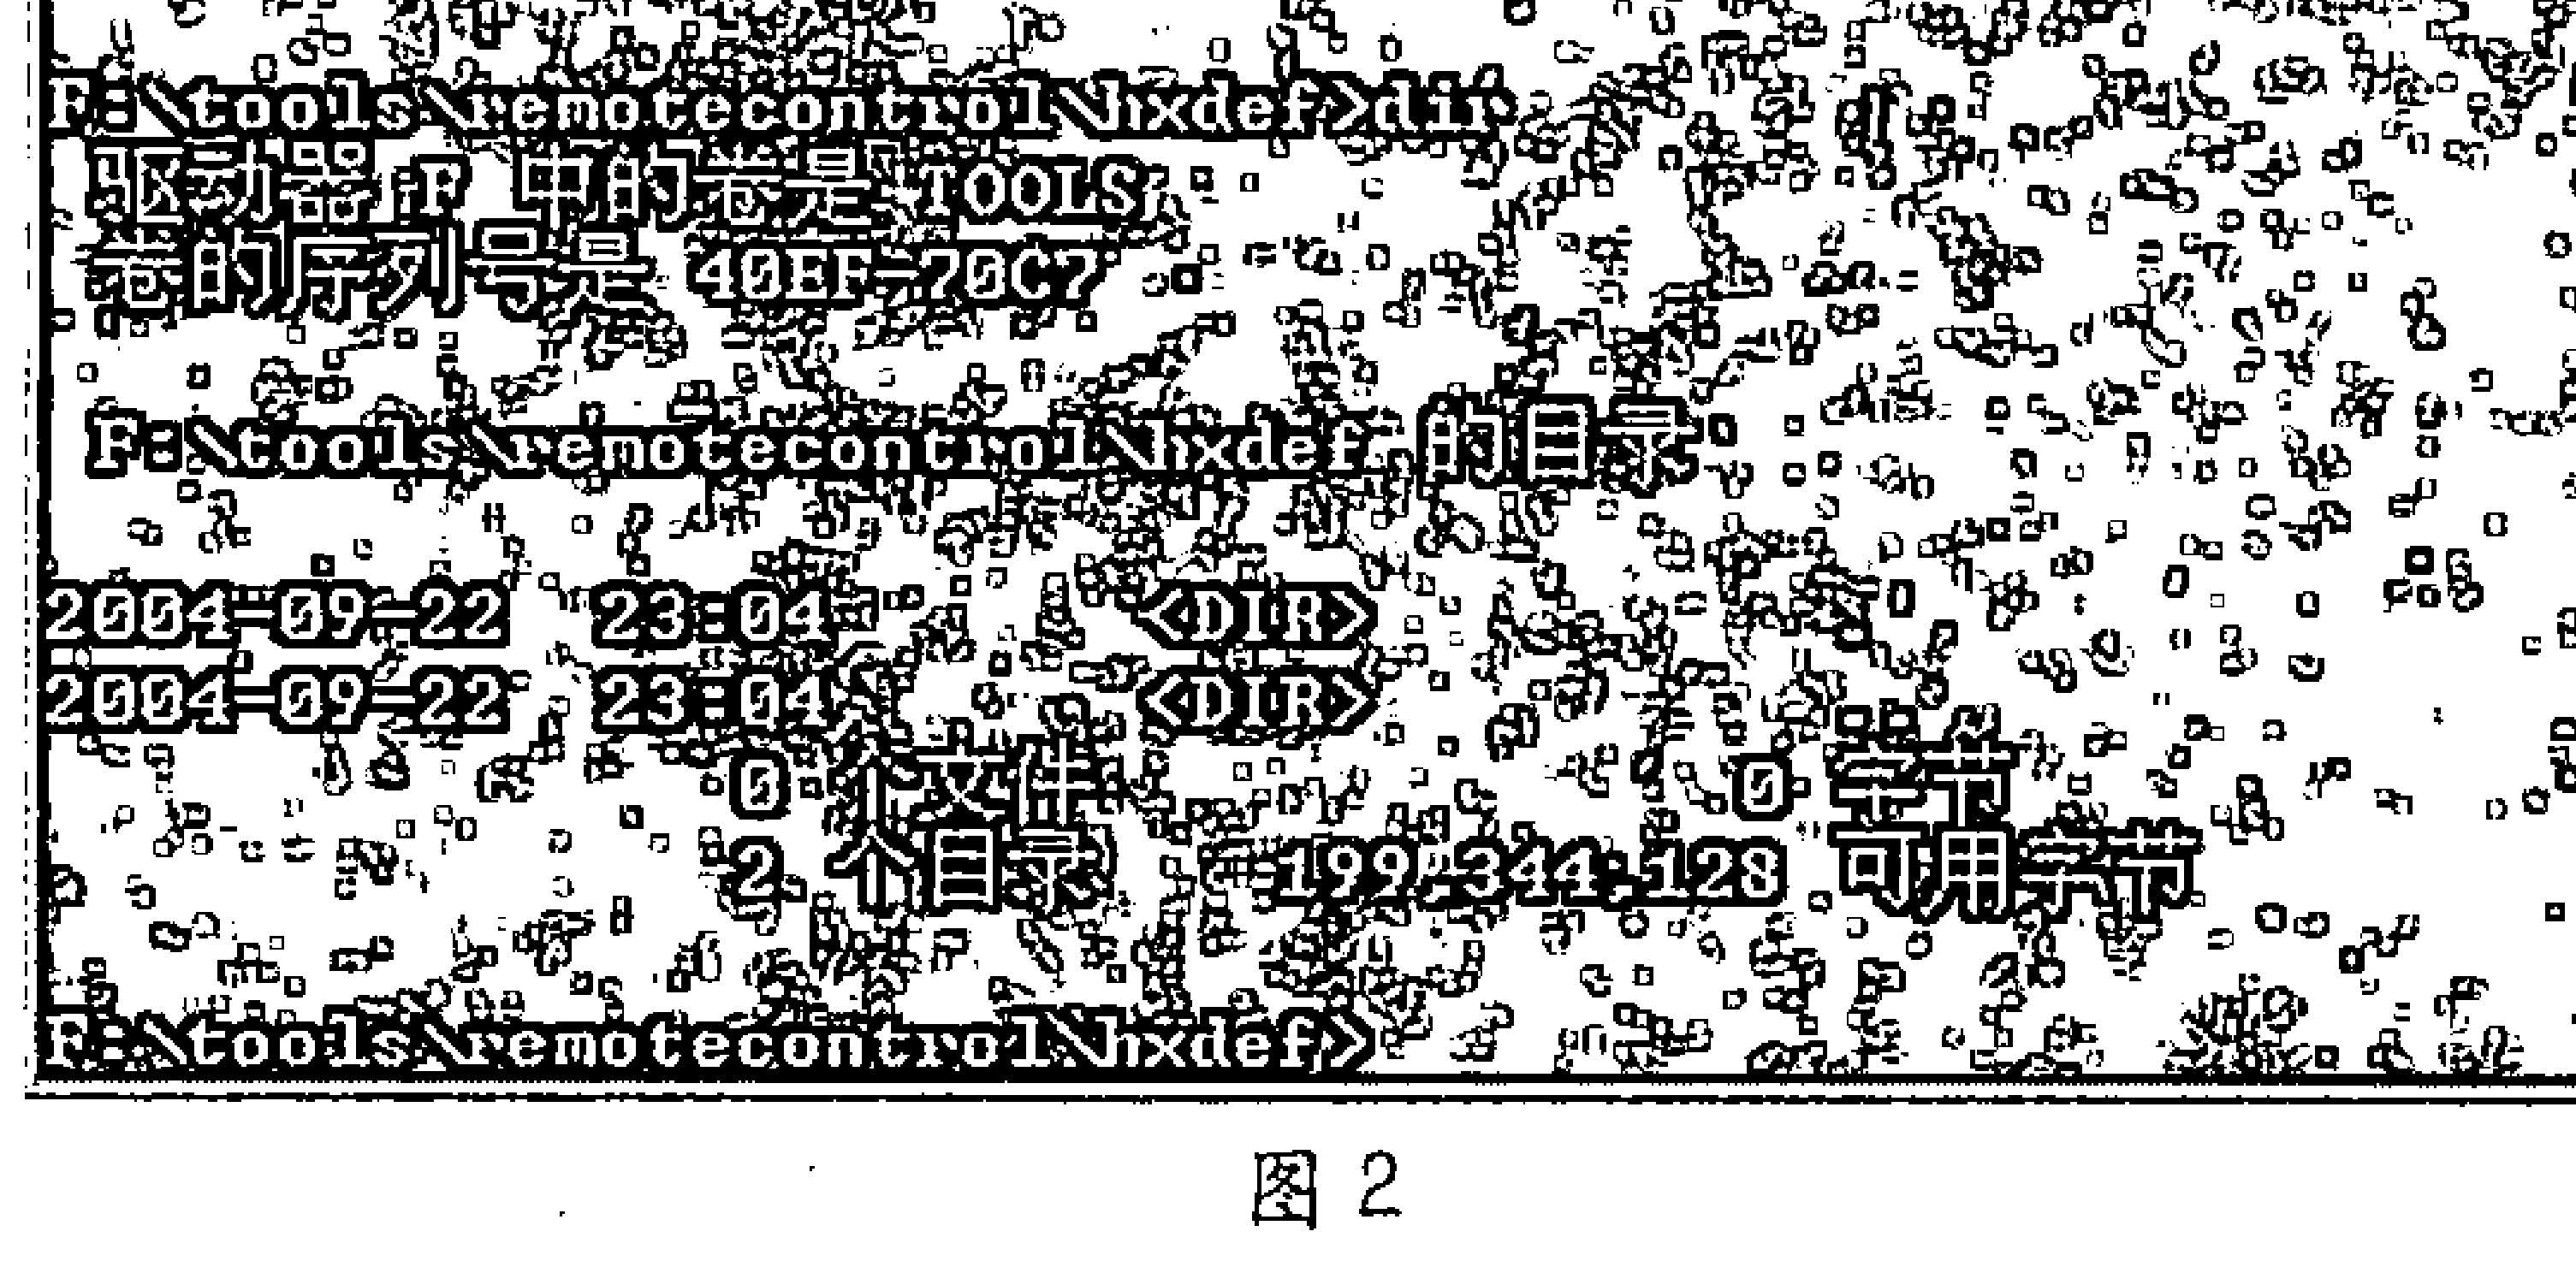 F:\tools\remotecontrol\hxdef>dir
驱动器 F 中的卷是 TOOLS
卷的序列号是 40EF-70C7
F:\tools\remotecontrol\hxdef 的目录
2004-09-22 23:04 <DIR>
2004-09-22 23:04 <DIR>
0 个文件 0 字节
2 个目录 199,344,128 可用字节
F:\tools\remotecontrol\hxdef>
图 2